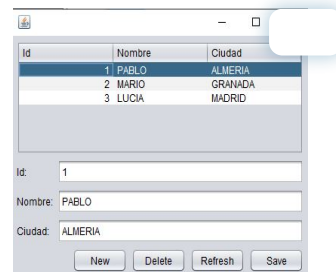 Id Nombre Ciudad
1 PABLO ALMERIA
2 MARIO GRANADA
3 LUCIA MADRID
Id: 1
Nombre: PABLO
Ciudad: ALMERIA
New Delete Refresh Save